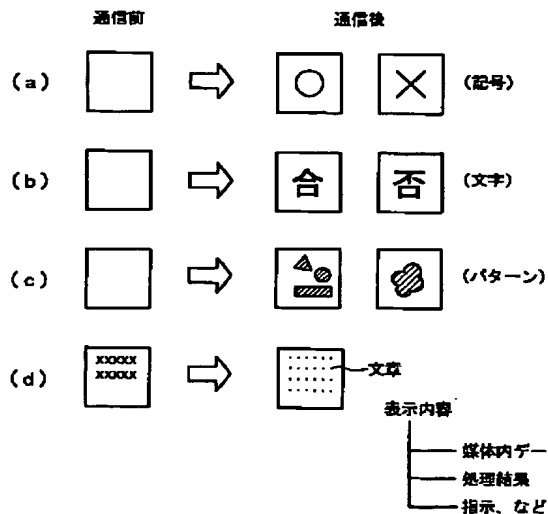 通信前 通信後
(a) ○ × (記号)
(b) 合 否 (文字)
(c) (パターン)
(d) xxxxx
xxxxx
文章
表示内容
媒体内デー
処理結果
指示、など